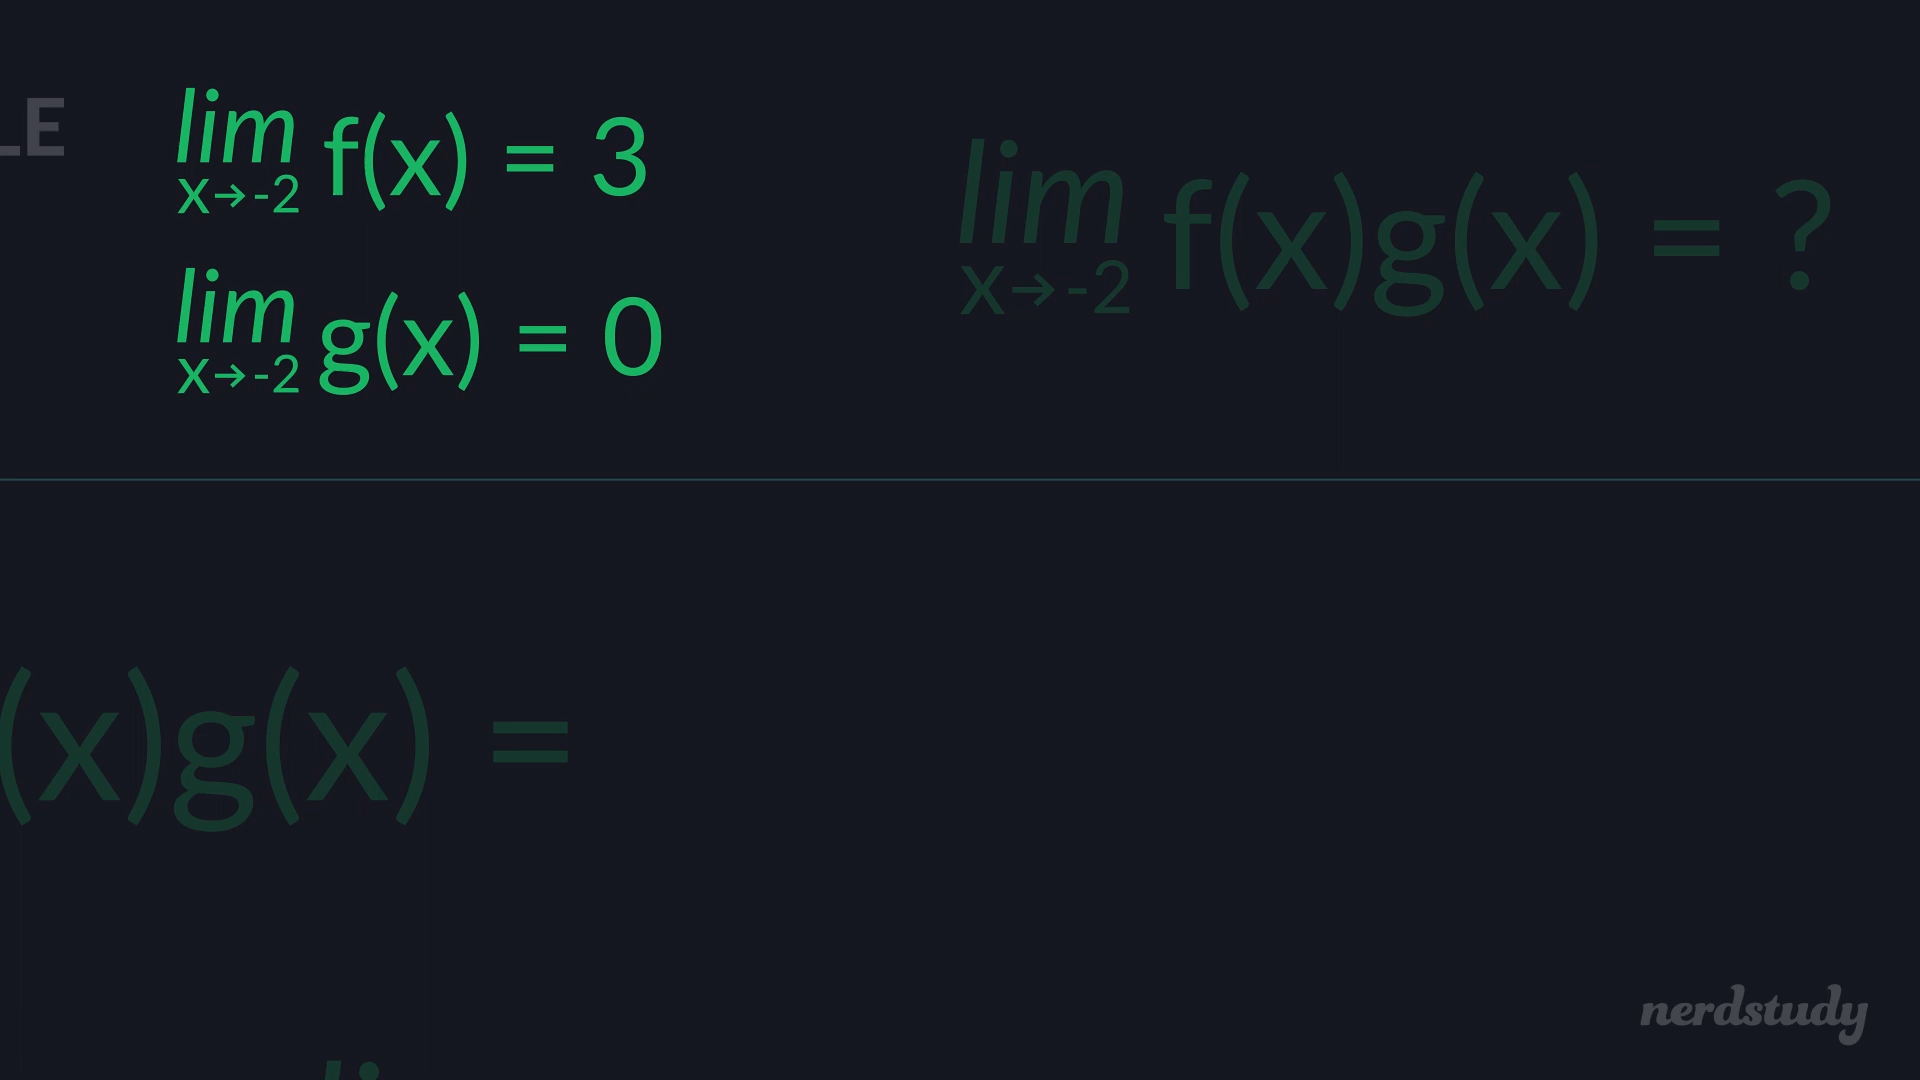 LE
lim f(x) = 3
x→-2
lim g(x) = 0
x→-2
lim f(x)g(x) = ?
x→-2
(x)g(x) =
nerdstudy